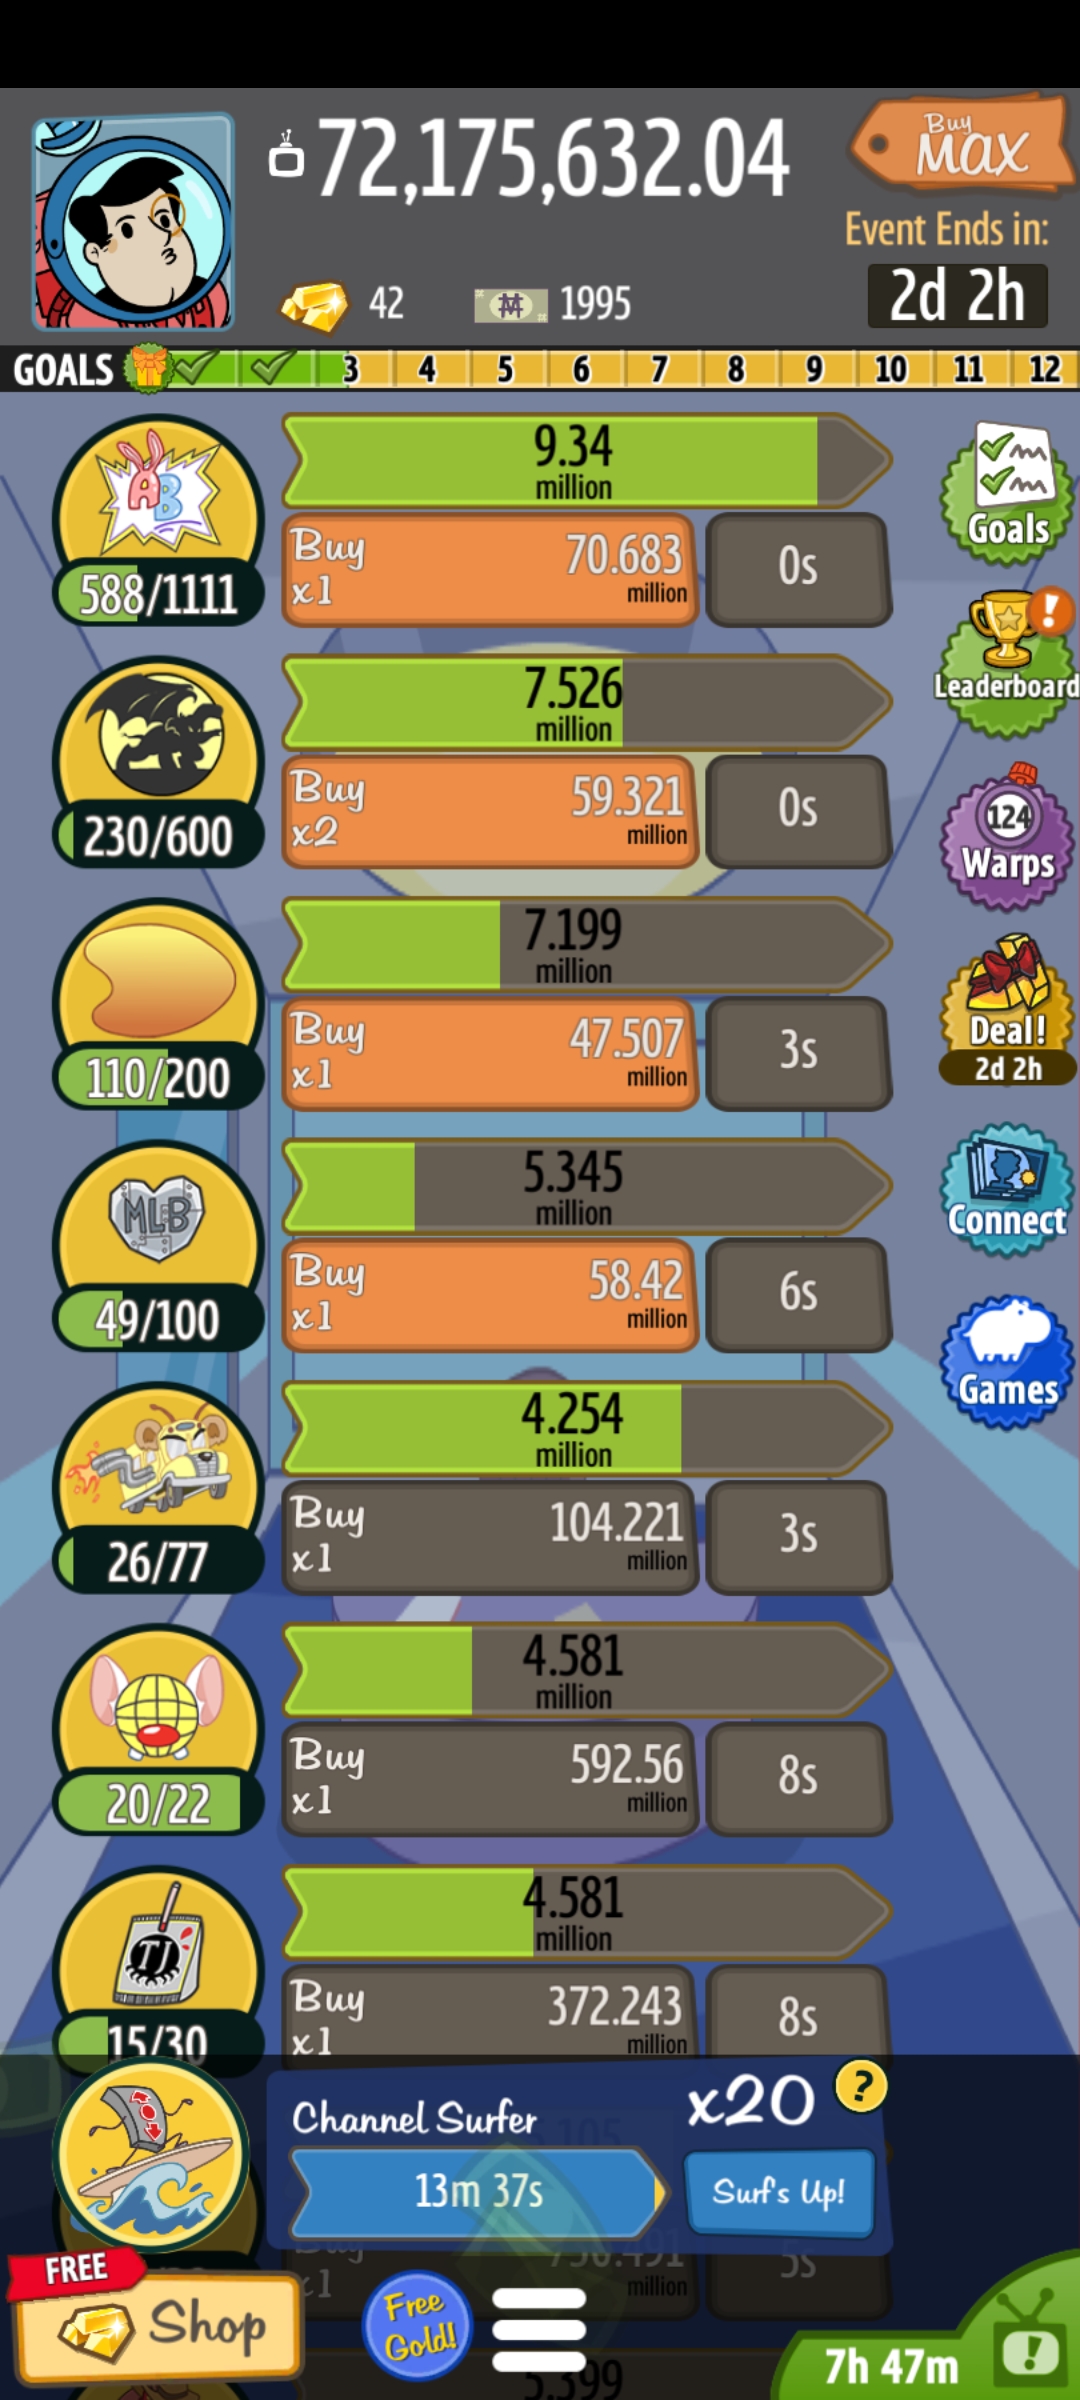 72,175,632.04
Buy
MAX
Event Ends in:
2d 2h
42
1995
GOALS 3 4 5 6 7 8 9 10 11 12
AB
588/1111
9.34
million
Buy
x1
70.683
million
0s
Goals
230/600
7.526
million
Buy
x2
59.321
million
0s
!
Leaderboard
110/200
7.199
million
Buy
x1
47.507
million
3s
124
Warps
Deal!
2d 2h
MLB
49/100
5.345
million
Buy
x1
58.42
million
6s
Connect
26/77
4.254
million
Buy
x1
104.221
million
3s
Games
20/22
4.581
million
Buy
x1
592.56
million
8s
TJ
15/30
4.581
million
Buy
x1
372.243
million
8s
Channel Surfer
x20
?
13m 37s
Surf's Up!
Buy
x1
million
5s
FREE
Shop
Free
Gold!
7h 47m
!
5.399